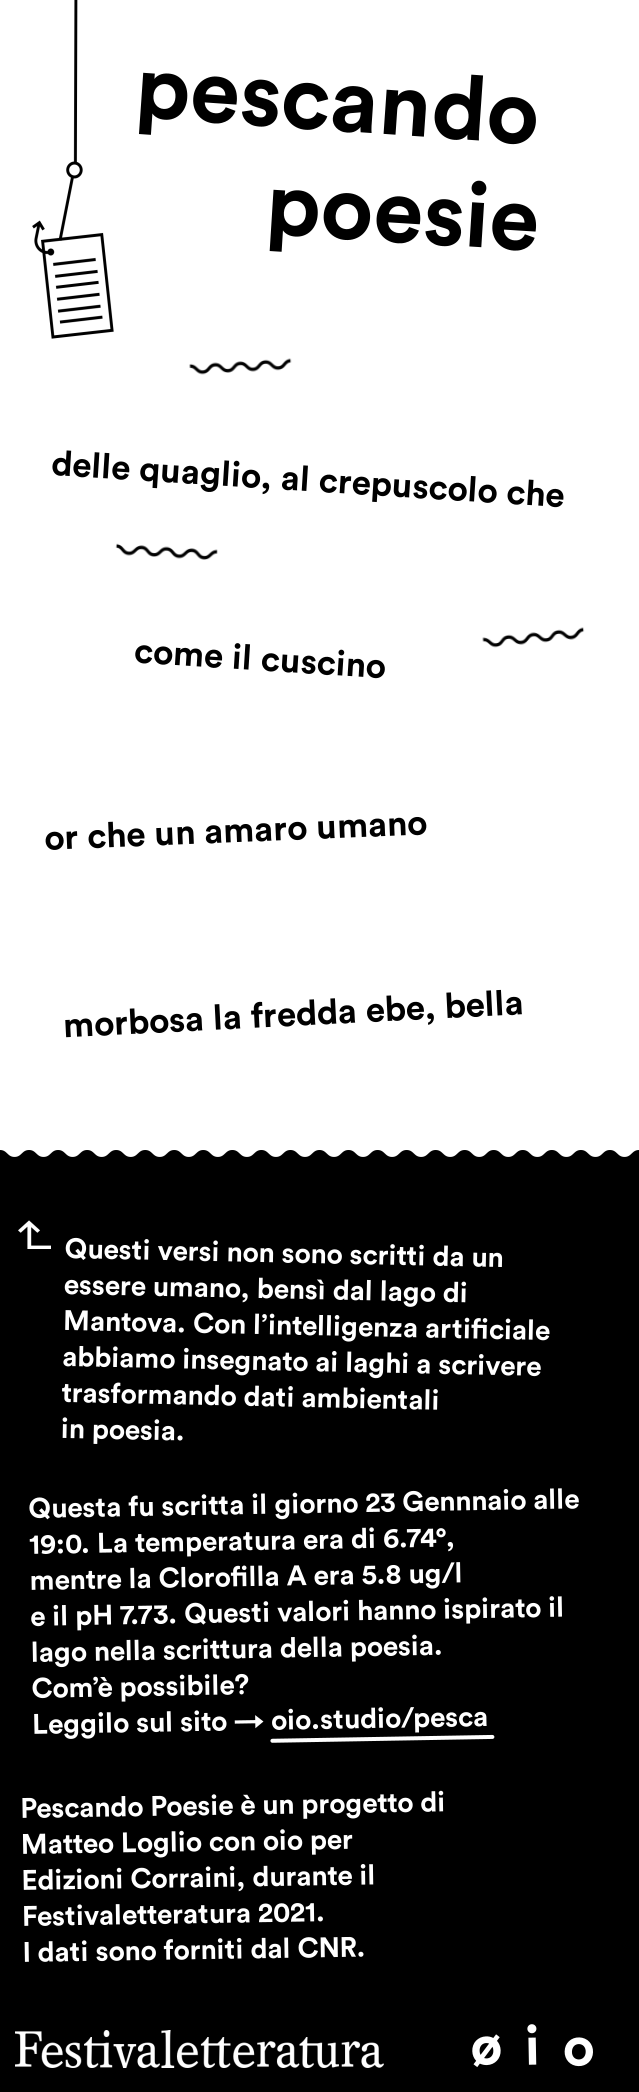 pescando
poesie
delle quaglio, al crepuscolo che
come il cuscino
or che un amaro umano
morbosa la fredda ebe, bella
Questi versi non sono scritti da un
essere umano, bensì dal lago di
Mantova. Con l’intelligenza artificiale
abbiamo insegnato ai laghi a scrivere
trasformando dati ambientali
in poesia.
Questa fu scritta il giorno 23 Gennnaio alle
19:0. La temperatura era di 6.74°,
mentre la Clorofilla A era 5.8 ug/l
e il pH 7.73. Questi valori hanno ispirato il
lago nella scrittura della poesia.
Com’è possibile?
Leggilo sul sito → oio.studio/pesca
Pescando Poesie è un progetto di
Matteo Loglio con oio per
Edizioni Corraini, durante il
Festivaletteratura 2021.
I dati sono forniti dal CNR.
Festivaletteratura ø i o